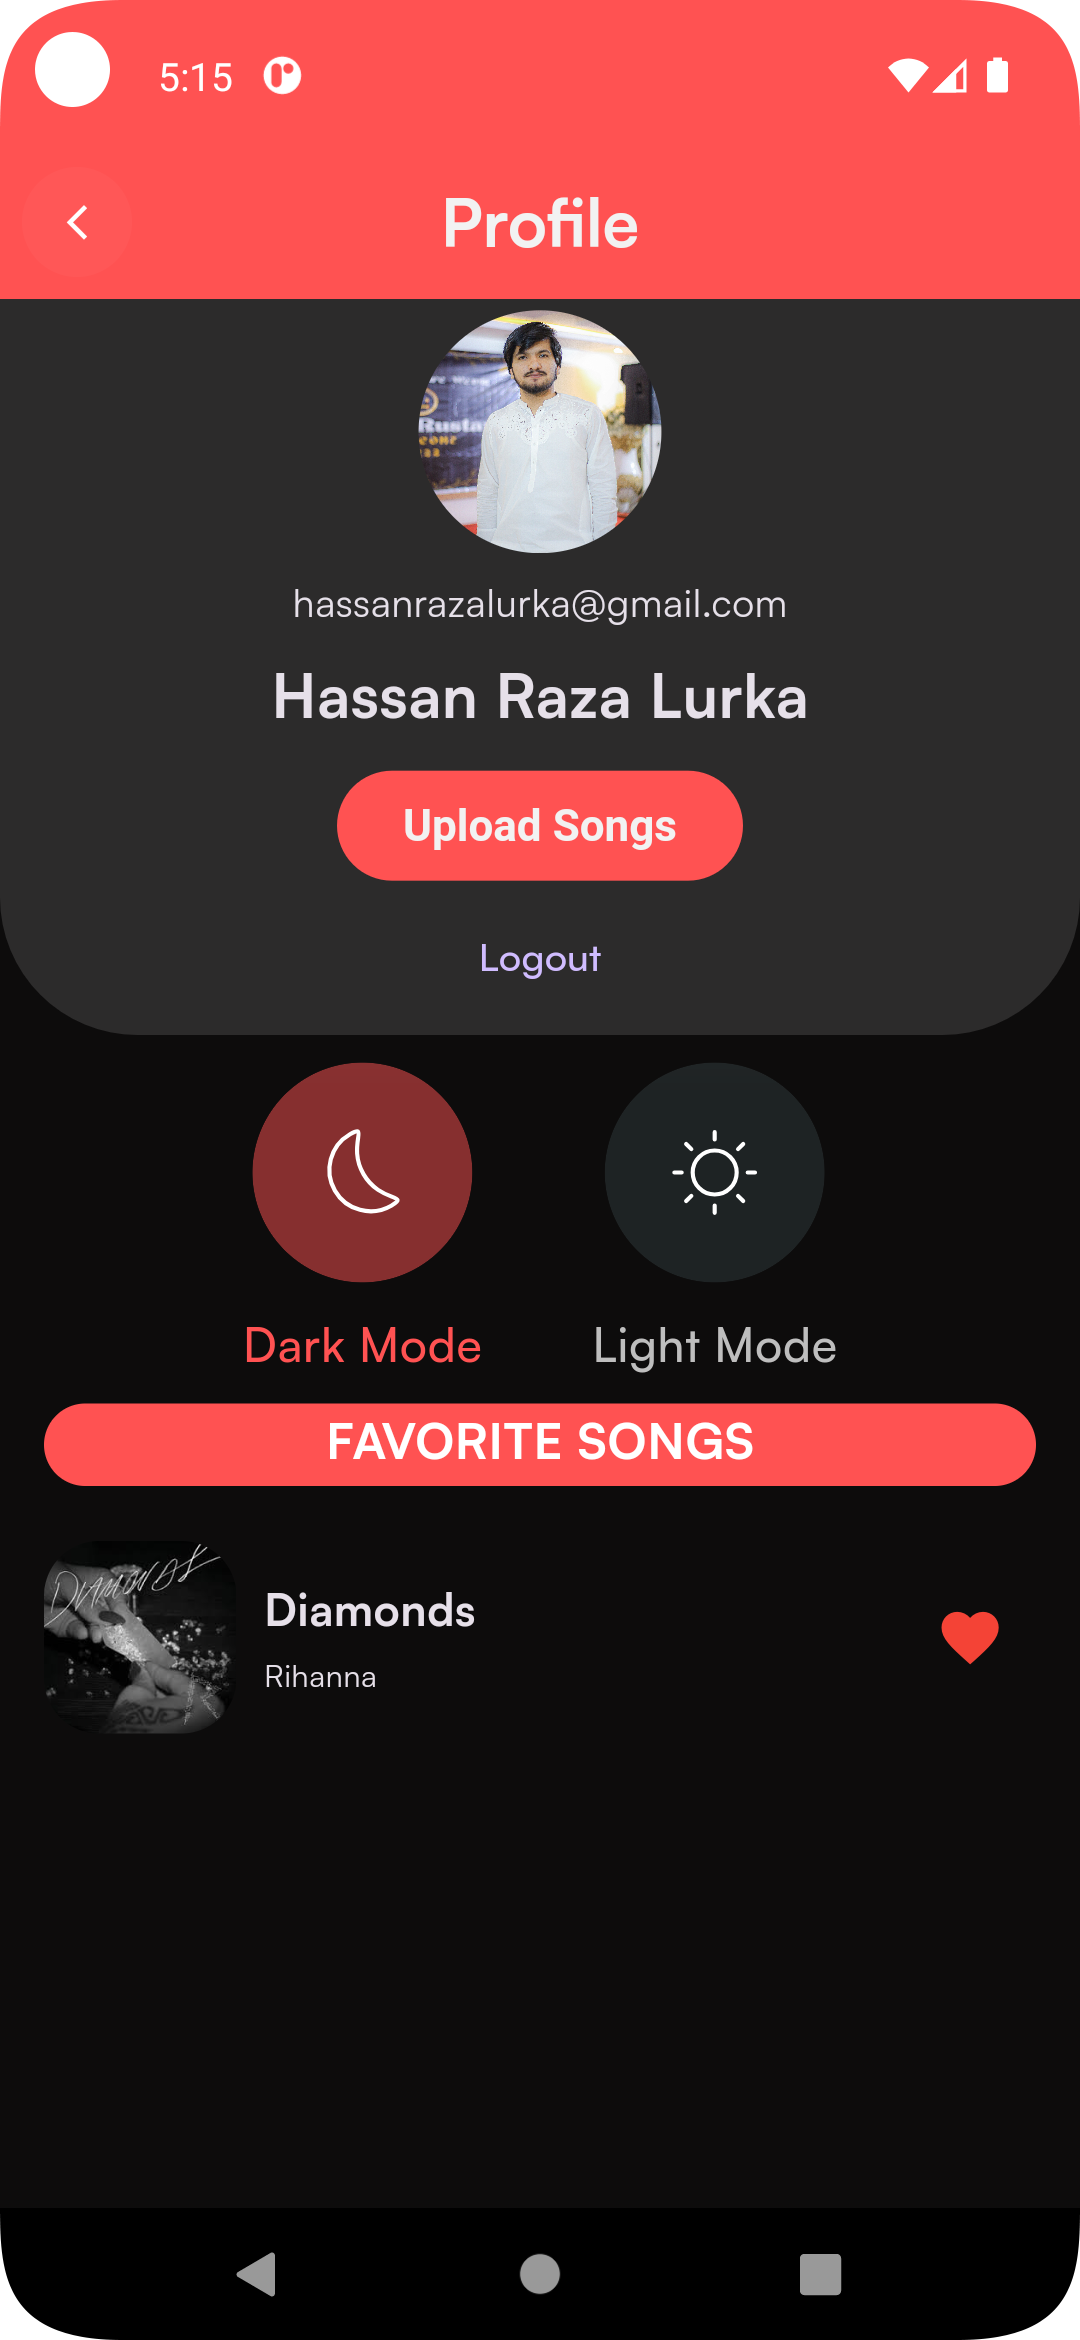 5:15
Profile
hassanrazalurka@gmail.com
Hassan Raza Lurka
Upload Songs
Logout
Dark Mode Light Mode
FAVORITE SONGS
DIAMONDS
Diamonds
Rihanna